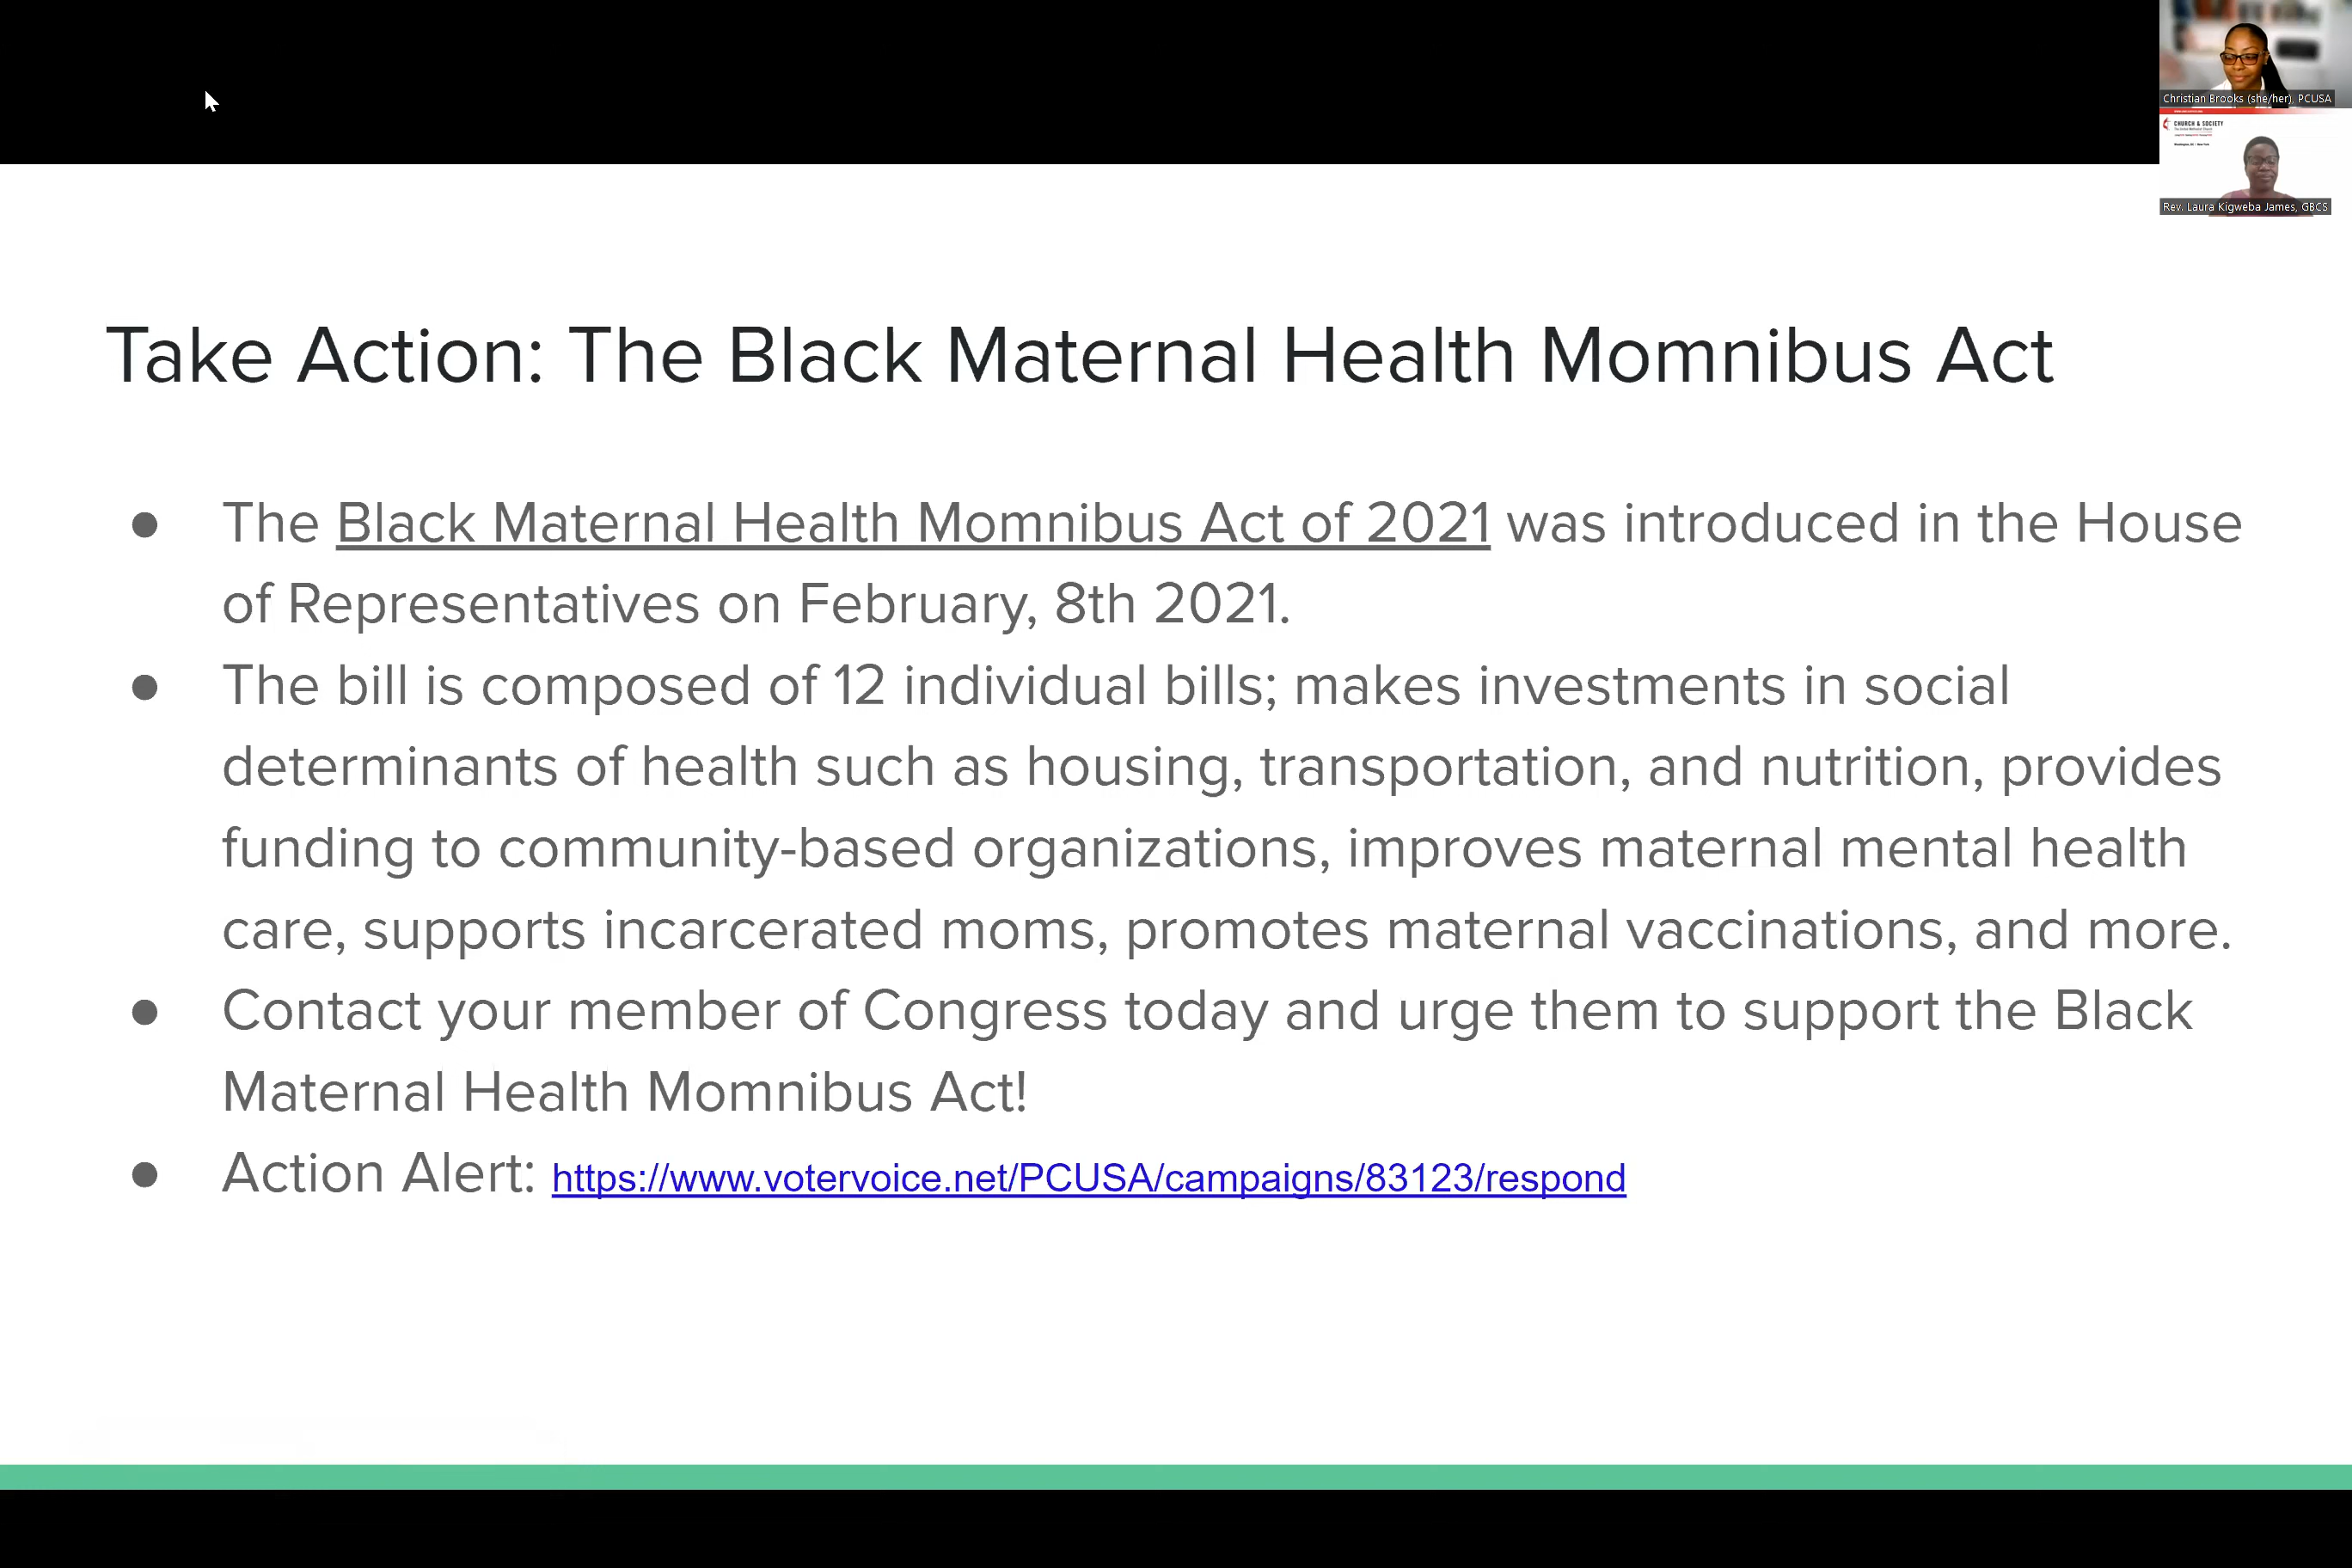 Christian Brooks (she/her), PCUSA
CHURCH & SOCIETY
Rev. Laura Kigweba James, GBCS
Take Action: The Black Maternal Health Momnibus Act
● The Black Maternal Health Momnibus Act of 2021 was introduced in the House
of Representatives on February, 8th 2021.
● The bill is composed of 12 individual bills; makes investments in social
determinants of health such as housing, transportation, and nutrition, provides
funding to community-based organizations, improves maternal mental health
care, supports incarcerated moms, promotes maternal vaccinations, and more.
● Contact your member of Congress today and urge them to support the Black
Maternal Health Momnibus Act!
● Action Alert: https://www.votervoice.net/PCUSA/campaigns/83123/respond